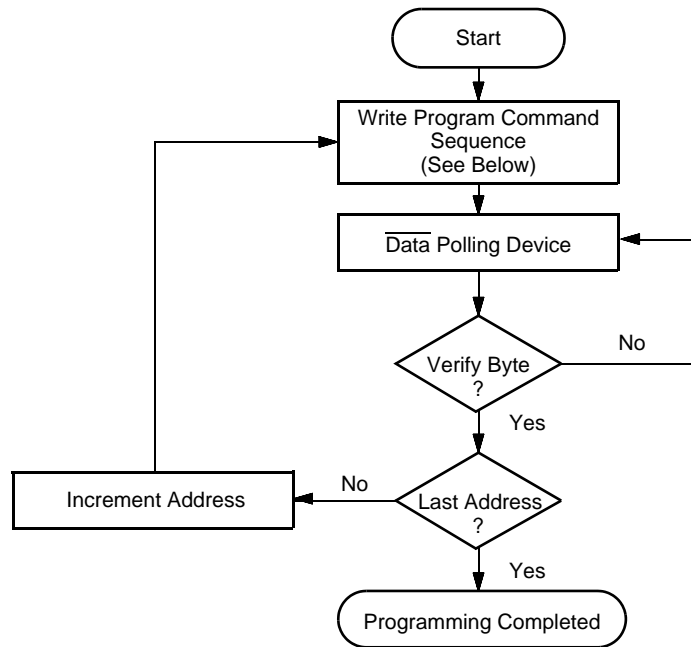 Start
Write Program Command
Sequence
(See Below)
Data Polling Device
Verify Byte
?
No
Yes
Increment Address
No
Last Address
?
Yes
Programming Completed